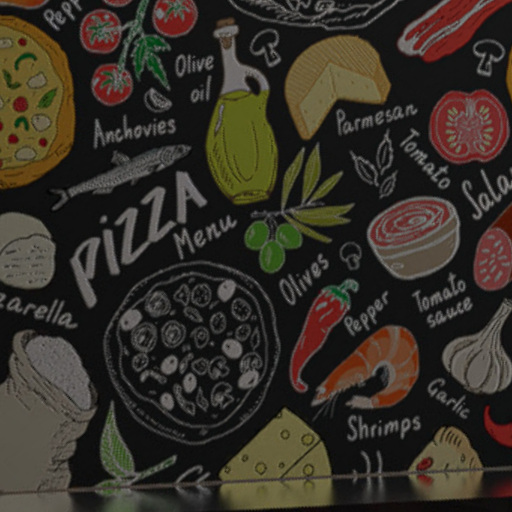 Pepp
Olive
oil
Anchovies
Parmesan
Tomato
Sala
PIZZA
Menu
Olives
Pepper
Tomato
sauce
zarella
Garlic
Shrimps